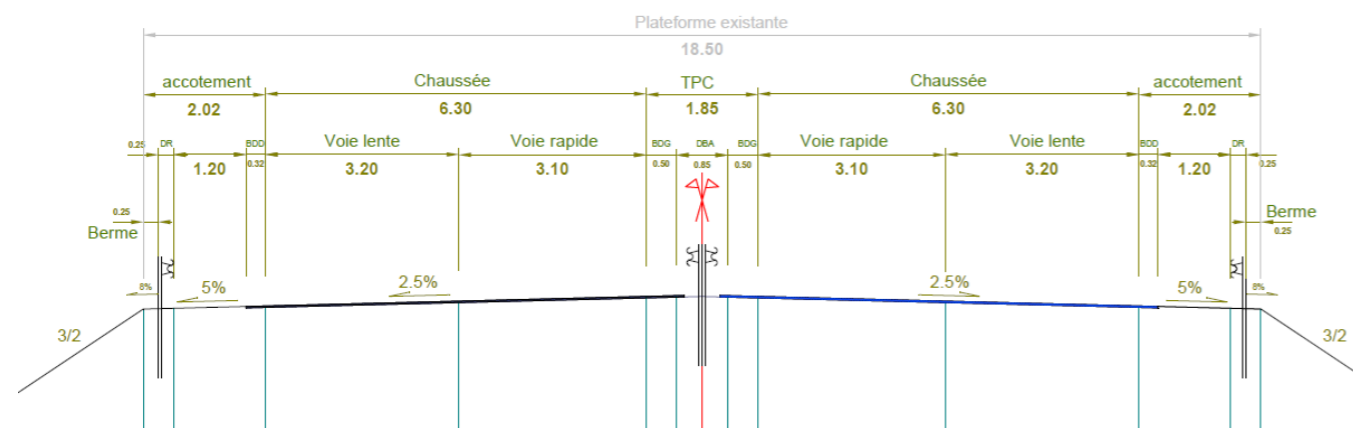 Plateforme existante
18.50
accotement Chaussée TPC Chaussée accotement
2.02 6.30 1.85 6.30 2.02
0.25 DR BDD Voie lente Voie rapide BDG DBA BDG Voie rapide Voie lente BDD DR 0.25
1.20 0.32 3.20 3.10 0.50 0.85 0.50 3.10 3.20 0.32 1.20
0.25 Berme
Berme 0.25
8% 5% 2.5% 2.5% 5% 8%
3/2 3/2